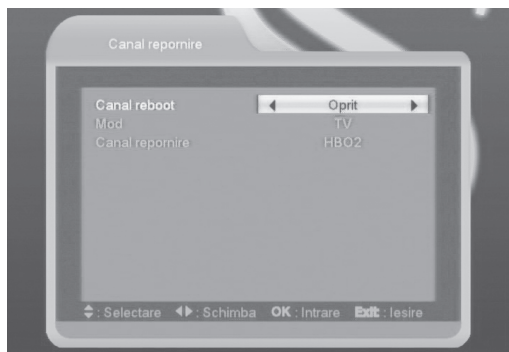 Canal repornire
Canal reboot Oprit
Mod TV
Canal repornire HBO2
: Selectare : Schimba OK : Intrare Exit : Iesire